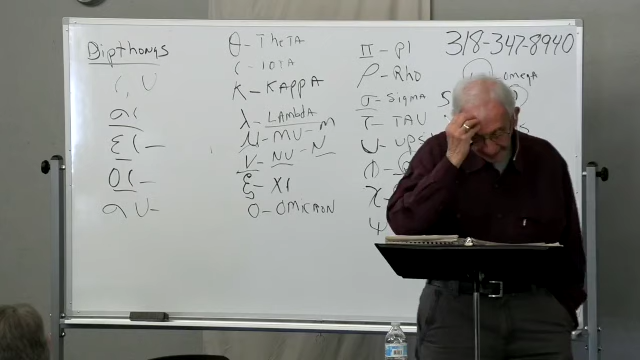 Dipthongs
ι, υ
αι
ει -
οι -
αυ -
θ - THeTA
ι IOTA
K - KAPPA
λ - LAMBDA
μ - MU - M
ν - NU - N
ξ - XI
O - OMICRON
π - PI
ρ - Rho
σ - SIGMA
τ - TAU
υ - UPS
Φ -
χ -
ψ
318-347-8940
OMEGA